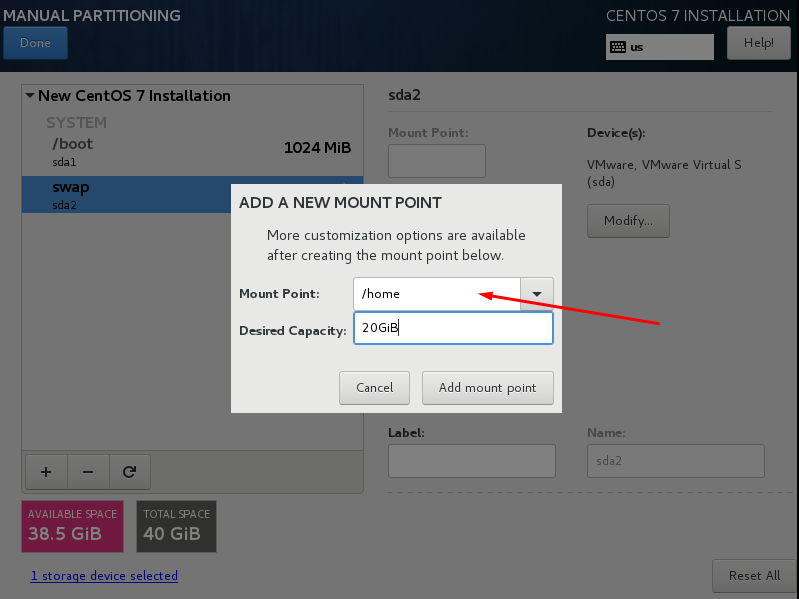 MANUAL PARTITIONING
CENTOS 7 INSTALLATION
Done
us
Help!
New CentOS 7 Installation
SYSTEM
/boot
1024 MiB
sda1
swap
sda2
sda2
Mount Point:
Device(s):
VMware, VMware Virtual S
(sda)
Modify...
ADD A NEW MOUNT POINT
More customization options are available
after creating the mount point below.
Mount Point:
/home
Desired Capacity:
20GiB
Cancel
Add mount point
Label:
Name:
sda2
+
−
AVAILABLE SPACE
38.5 GiB
TOTAL SPACE
40 GiB
1 storage device selected
Reset All